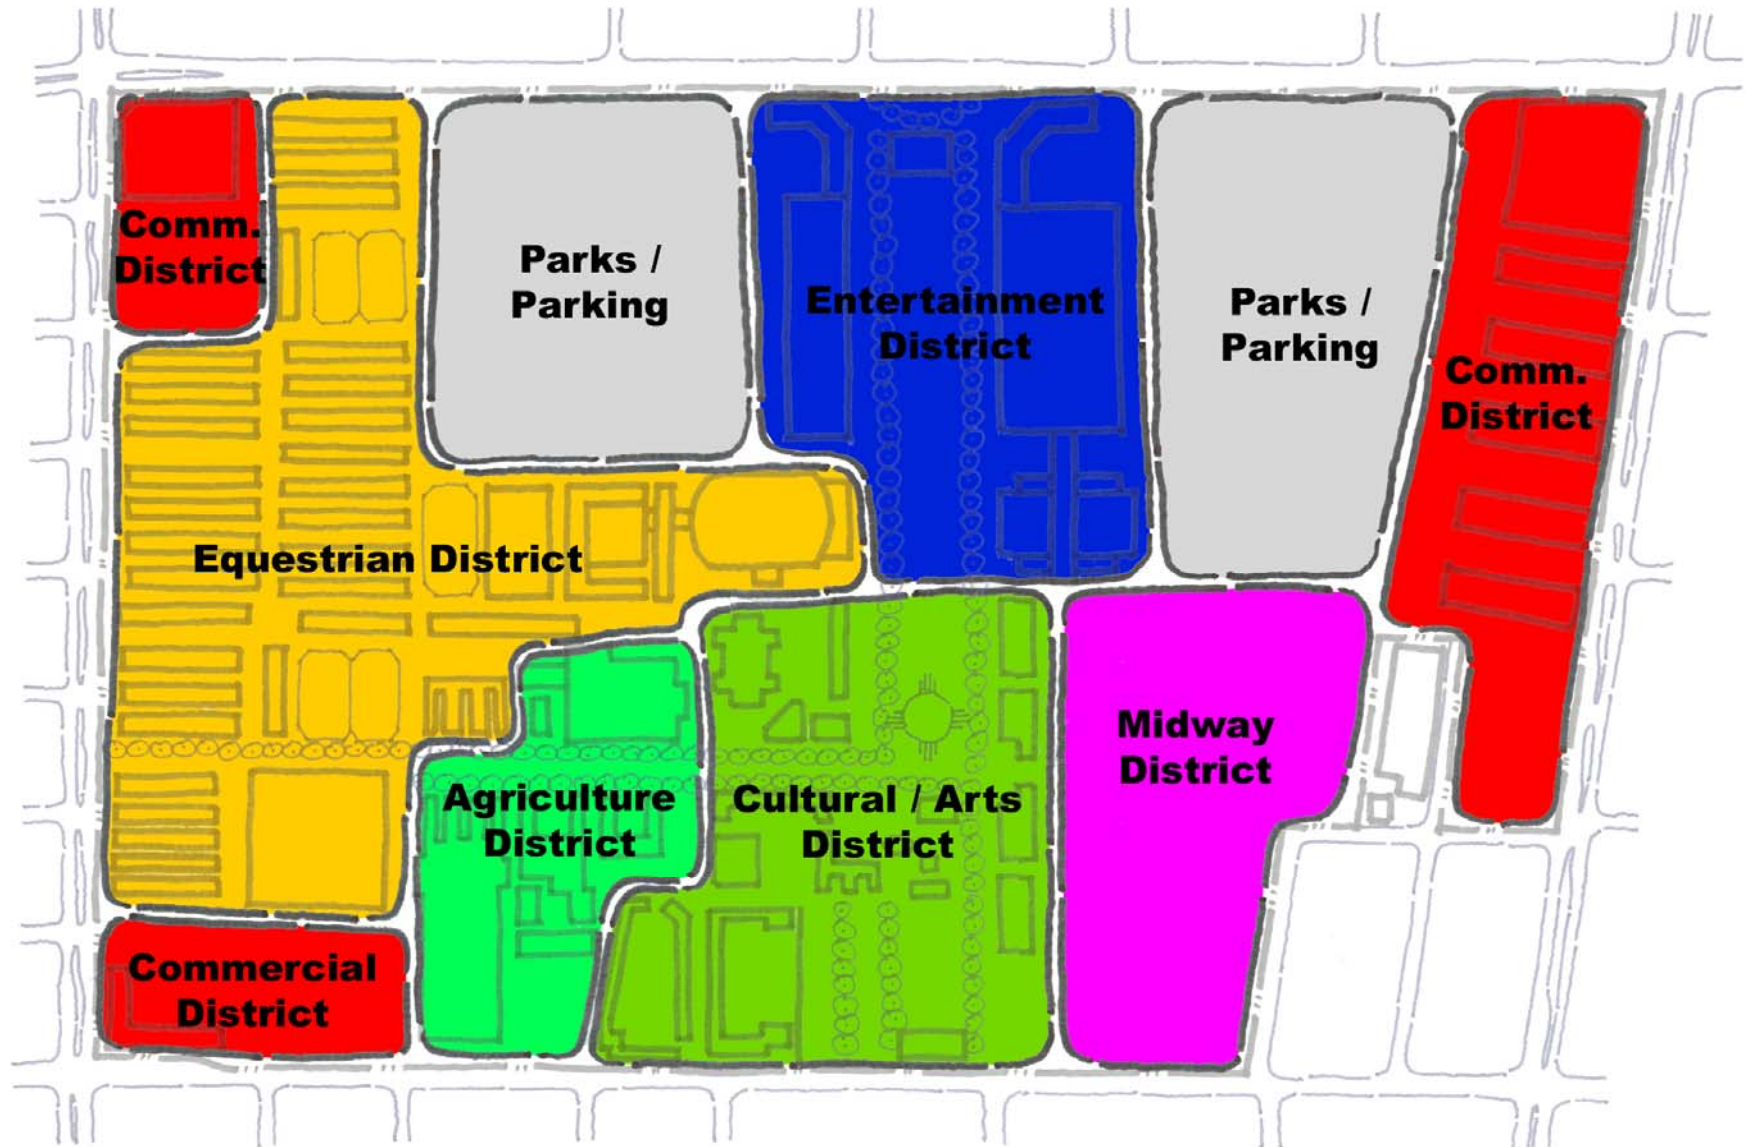 Comm.
District
Parks /
Parking
Entertainment
District
Parks /
Parking
Comm.
District
Equestrian District
Midway
District
Agriculture
District
Cultural / Arts
District
Commercial
District